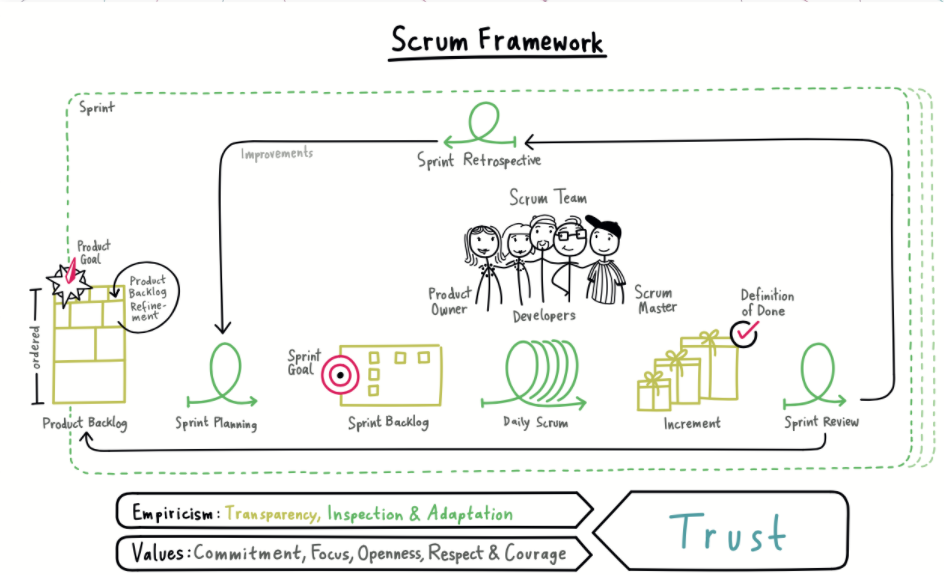 Scrum Framework
Sprint
Improvements
Sprint Retrospective
Scrum Team
Product
Goal
Product
Backlog
Refine-
ment
Product
Owner
Developers
Scrum
Master
Definition
of Done
ordered
Sprint
Goal
Product Backlog
Sprint Planning
Sprint Backlog
Daily Scrum
Increment
Sprint Review
Empiricism: Transparency, Inspection & Adaptation
Values: Commitment, Focus, Openness, Respect & Courage
Trust